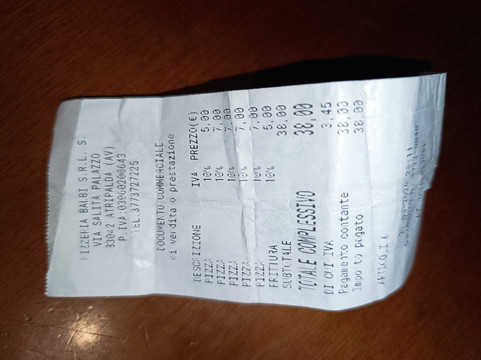 PIZZERIA BALBI S.R.L. S
VIA SALITA PALAZZO
83042 ATRIPALDA (AV)
P.IVA 03060200643
TEL.3773727225
DOCUMENTO COMMERCIALE
di vendita o prestazione
DESCRIZIONE IVA PREZZO(€)
PIZZA 10% 5,00
PIZZA 10% 7,00
PIZZA 10% 7,00
PIZZA 10% 7,00
PIZZA 10% 7,00
FRITTURA 10% 5,00
SUBTOTALE 38,00
TOTALE COMPLESSIVO 38,00
DI CUI IVA 3,45
Pagamento contante 38,00
Importo pagato 38,00